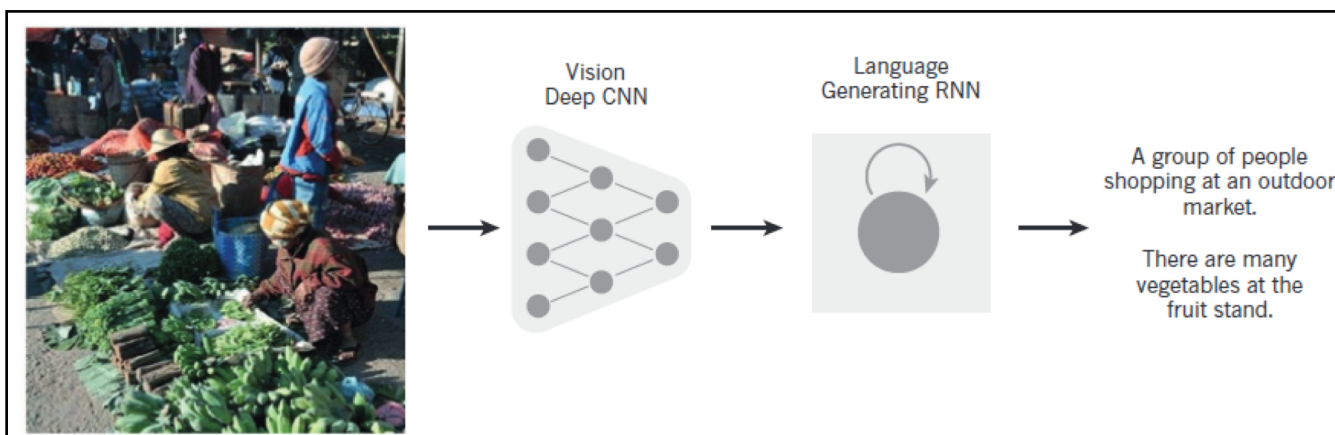 Vision
Deep CNN
Language
Generating RNN
A group of people
shopping at an outdoor
market.
There are many
vegetables at the
fruit stand.